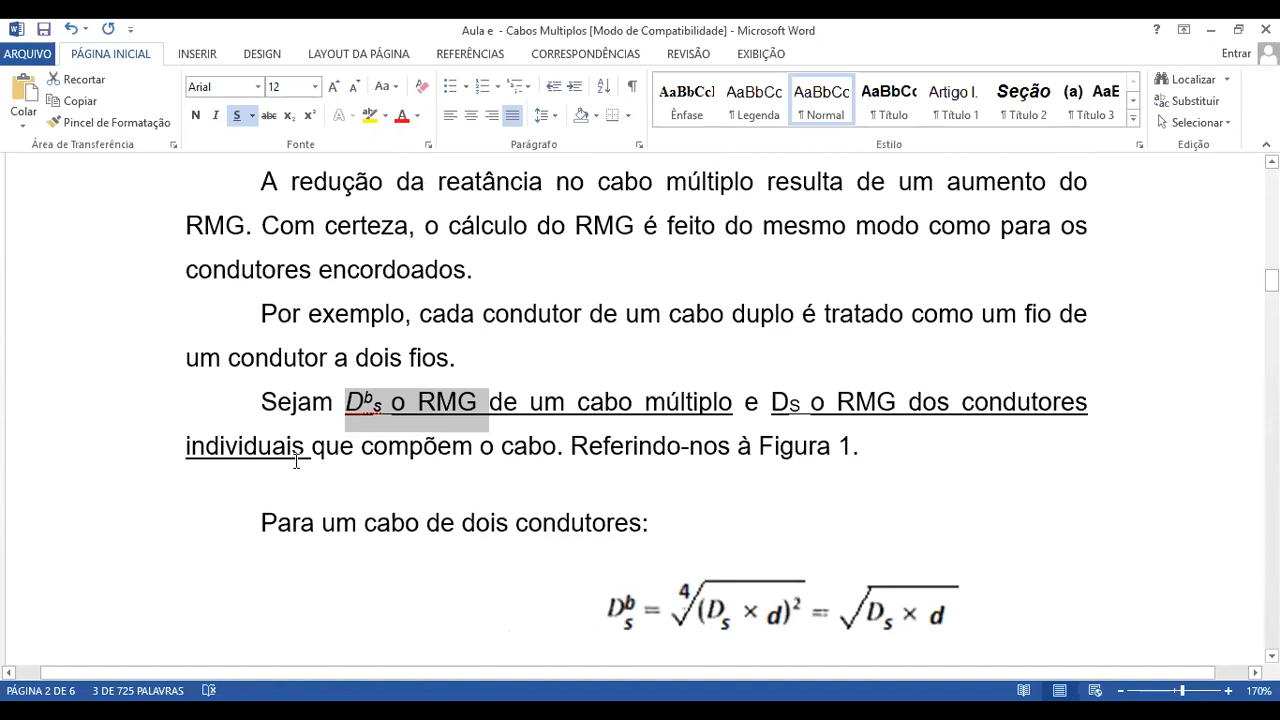 Aula e - Cabos Multiplos [Modo de Compatibilidade] - Microsoft Word
ARQUIVO PÁGINA INICIAL INSERIR DESIGN LAYOUT DA PÁGINA REFERÊNCIAS CORRESPONDÊNCIAS REVISÃO EXIBIÇÃO Entrar
Colar
Recortar
Copiar
Pincel de Formatação
Área de Transferência
Arial 12
N I S abc x₂ x²
Fonte
Parágrafo
AaBbCcl AaBbCc AaBbCc AaBbCc Artigo I. Seção (a) AaE
Ênfase ¶ Legenda ¶ Normal ¶ Título ¶ Título 1 ¶ Título 2 ¶ Título 3
Estilo
Localizar
Substituir
Selecionar
Edição
A redução da reatância no cabo múltiplo resulta de um aumento do
RMG. Com certeza, o cálculo do RMG é feito do mesmo modo como para os
condutores encordoados.
Por exemplo, cada condutor de um cabo duplo é tratado como um fio de
um condutor a dois fios.
Sejam Dᵇₛ o RMG de um cabo múltiplo e Dₛ o RMG dos condutores
individuais que compõem o cabo. Referindo-nos à Figura 1.
Para um cabo de dois condutores:
Dₛᵇ = ⁴√(Dₛ × d)² = √Dₛ × d
PÁGINA 2 DE 6 3 DE 725 PALAVRAS 170%